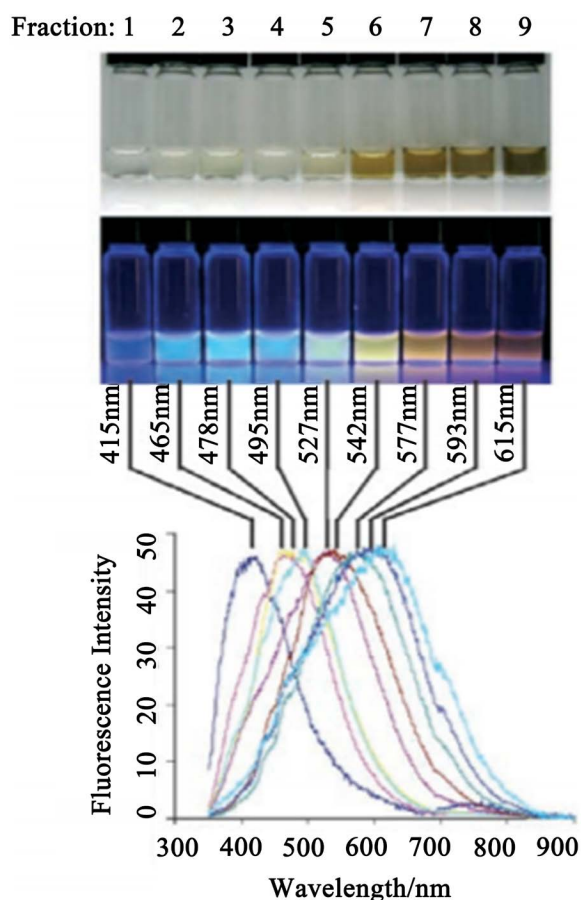 Fraction: 1 2 3 4 5 6 7 8 9
415nm
465nm
478nm
495nm
527nm
542nm
577nm
593nm
615nm
Fluorescence Intensity
50
40
30
20
10
0
300 400 500 600 700 800 900
Wavelength/nm